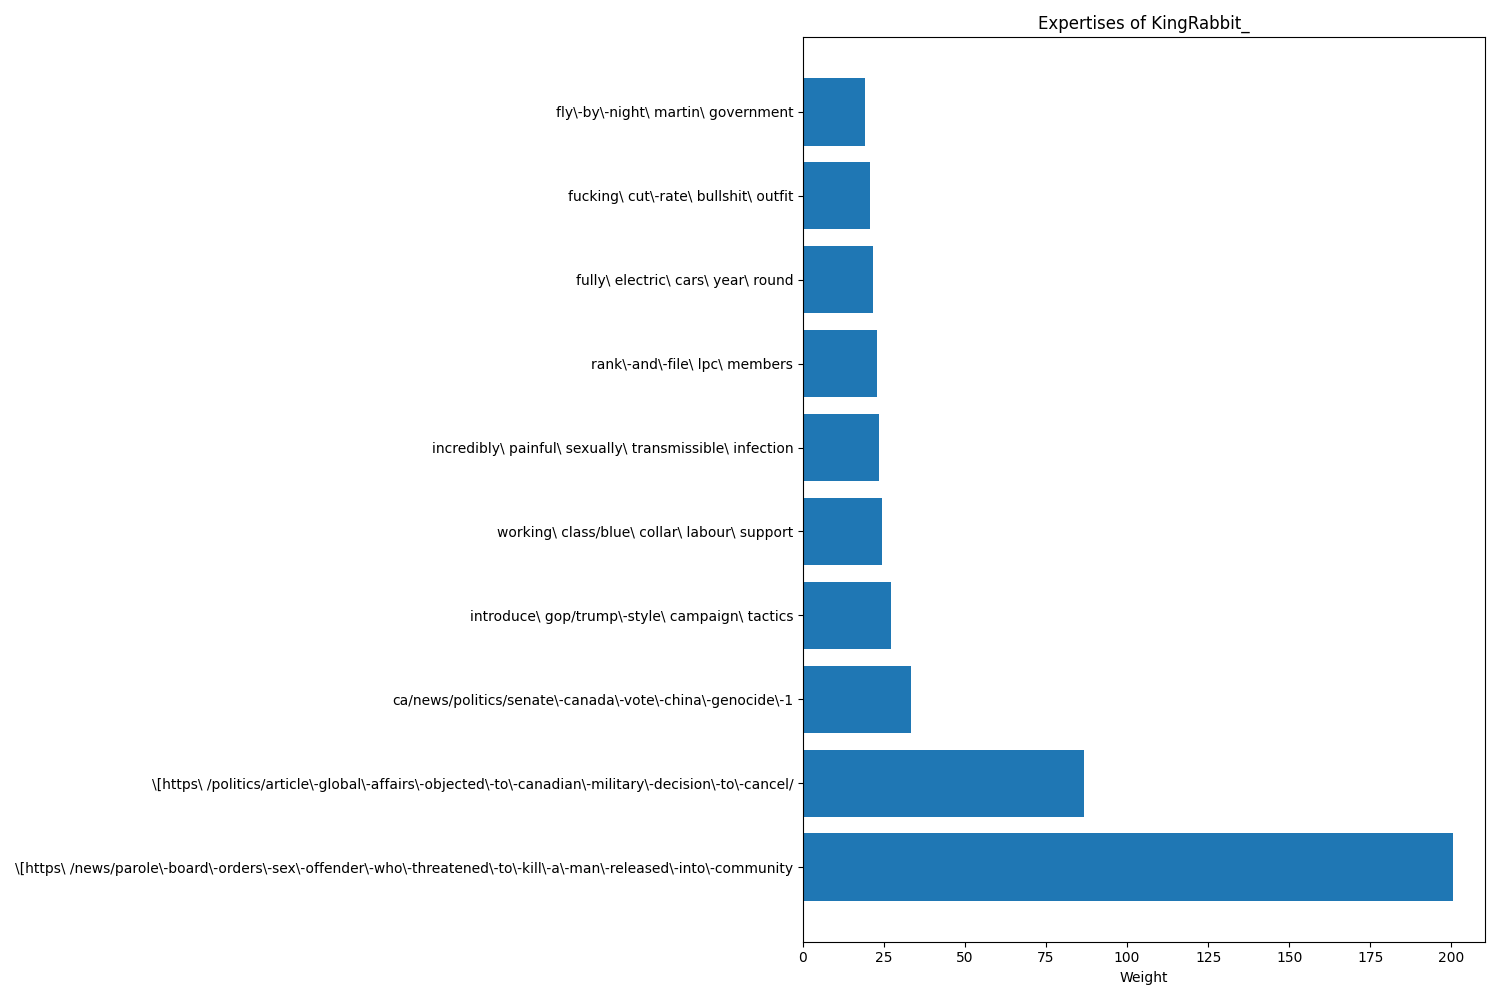 Expertises of KingRabbit_
fly\-by\-night\ martin\ government
fucking\ cut\-rate\ bullshit\ outfit
fully\ electric\ cars\ year\ round
rank\-and\-file\ lpc\ members
incredibly\ painful\ sexually\ transmissible\ infection
working\ class/blue\ collar\ labour\ support
introduce\ gop/trump\-style\ campaign\ tactics
ca/news/politics/senate\-canada\-vote\-china\-genocide\-1
\[https\ /politics/article\-global\-affairs\-objected\-to\-canadian\-military\-decision\-to\-cancel/
\[https\ /news/parole\-board\-orders\-sex\-offender\-who\-threatened\-to\-kill\-a\-man\-released\-into\-community
0 25 50 75 100 125 150 175 200
Weight